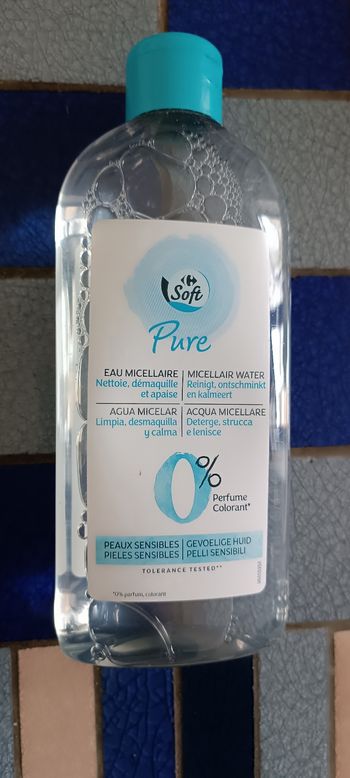 Soft
Pure
EAU MICELLAIRE
Nettoie, démaquille
et apaise
MICELLAIR WATER
Reinigt, ontschminkt
en kalmeert
AGUA MICELAR
Limpia, desmaquilla
y calma
ACQUA MICELLARE
Deterge, strucca
e lenisce
0%
Perfume
Colorant*
PEAUX SENSIBLES
PIELES SENSIBLES
GEVOELIGE HUID
PELLI SENSIBILI
TOLERANCE TESTED**
*0% parfum, colorant